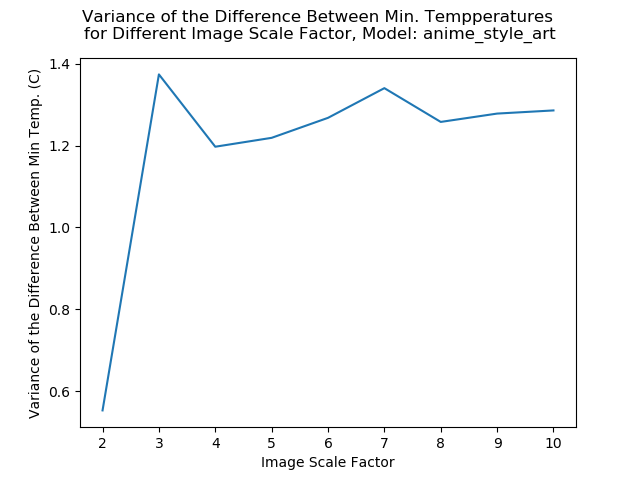 Variance of the Difference Between Min. Tempperatures
for Different Image Scale Factor, Model: anime_style_art
Variance of the Difference Between Min Temp. (C)
1.4
1.2
1.0
0.8
0.6
2 3 4 5 6 7 8 9 10
Image Scale Factor